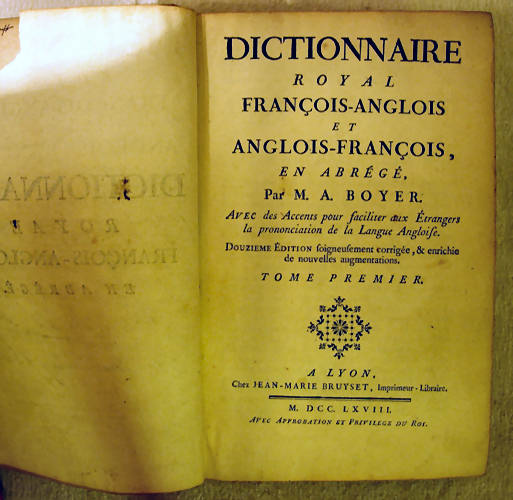 DICTIONNAIRE
ROYAL
FRANÇOIS-ANGLOIS
ET
ANGLOIS-FRANÇOIS,
EN ABRÉGÉ,
Par M. A. BOYER.
AVEC des Accents pour faciliter aux Étrangers
la prononciation de la Langue Angloiſe.
DOUZIEME ÉDITION ſoigneuſement corrigée, & enrichie
de nouvelles augmentations.
TOME PREMIER.
A LYON,
Chez JEAN-MARIE BRUYSET, Imprimeur-Libraire.
M. DCC. LXVIII.
AVEC APPROBATION ET PRIVILEGE DU ROI.